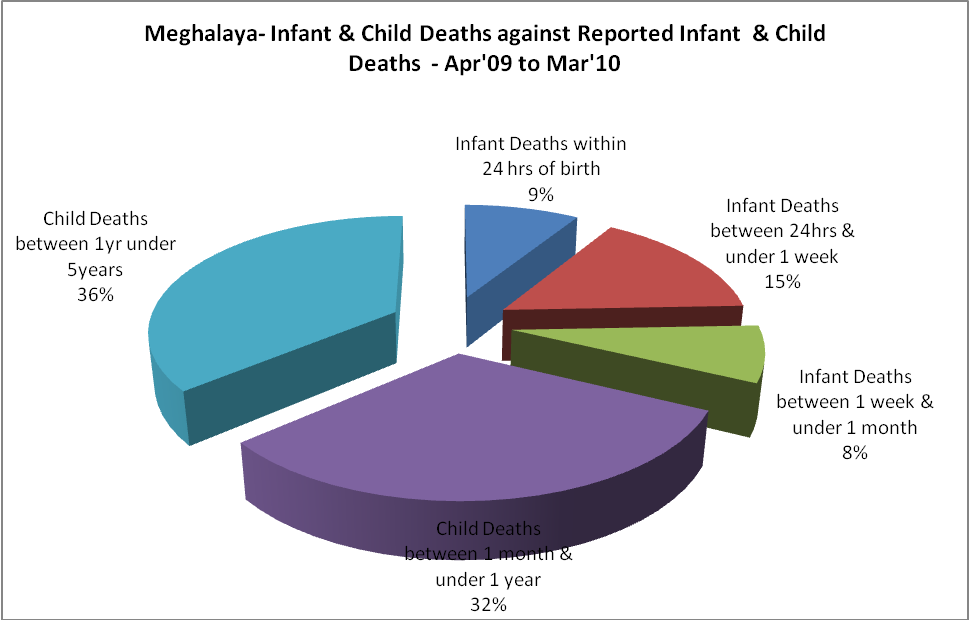 Meghalaya- Infant & Child Deaths against Reported Infant & Child
Deaths - Apr'09 to Mar'10
Infant Deaths within
24 hrs of birth
9%
Infant Deaths
between 24hrs &
under 1 week
15%
Infant Deaths
between 1 week &
under 1 month
8%
Child Deaths
between 1 month &
under 1 year
32%
Child Deaths
between 1yr under
5years
36%